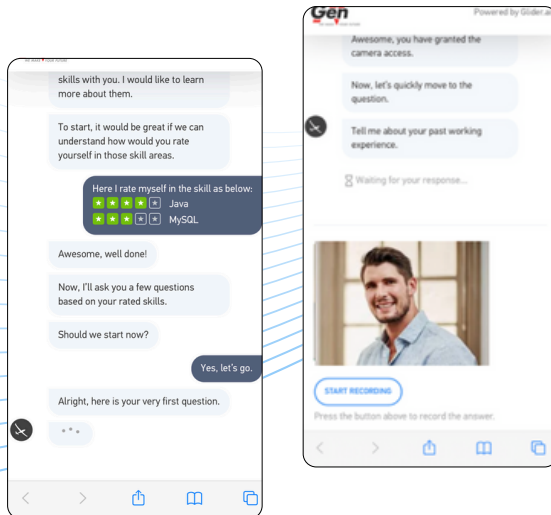 skills with you. I would like to learn
more about them.
To start, it would be great if we can
understand how would you rate
yourself in those skill areas.
Here I rate myself in the skill as below:
Java
MySQL
Awesome, well done!
Now, I'll ask you a few questions
based on your rated skills.
Should we start now?
Yes, let's go.
Alright, here is your very first question.
Gen
Powered by Glider.ai
Awesome, you have granted the
camera access.
Now, let's quickly move to the
question.
Tell me about your past working
experience.
Waiting for your response...
START RECORDING
Press the button above to record the answer.